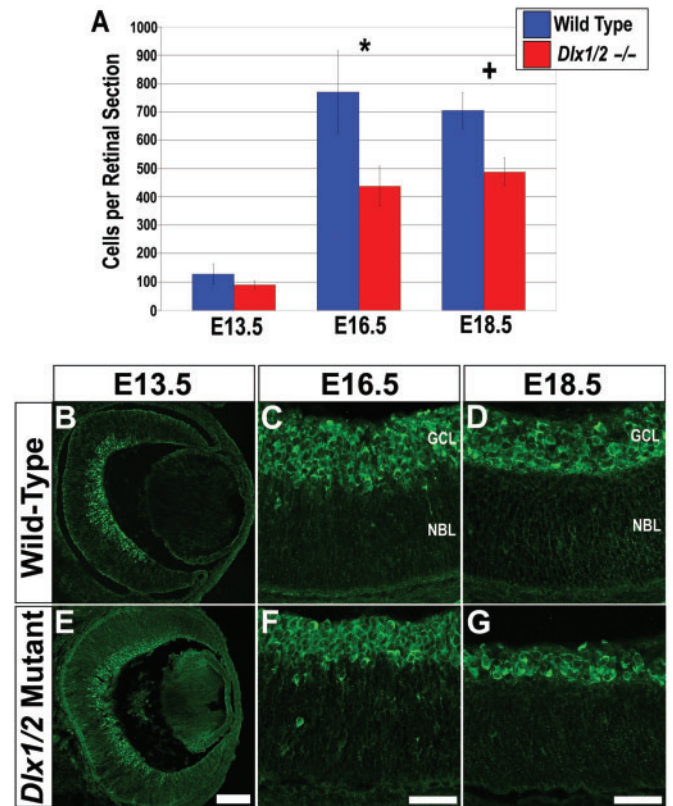 A
Wild Type
Dlx1/2 –/–
Cells per Retinal Section
1000
900
800
700
600
500
400
300
200
100
0
*
+
E13.5
E16.5
E18.5
E13.5
E16.5
E18.5
Wild-Type
B
C
GCL
NBL
D
GCL
NBL
Dlx1/2 Mutant
E
F
G